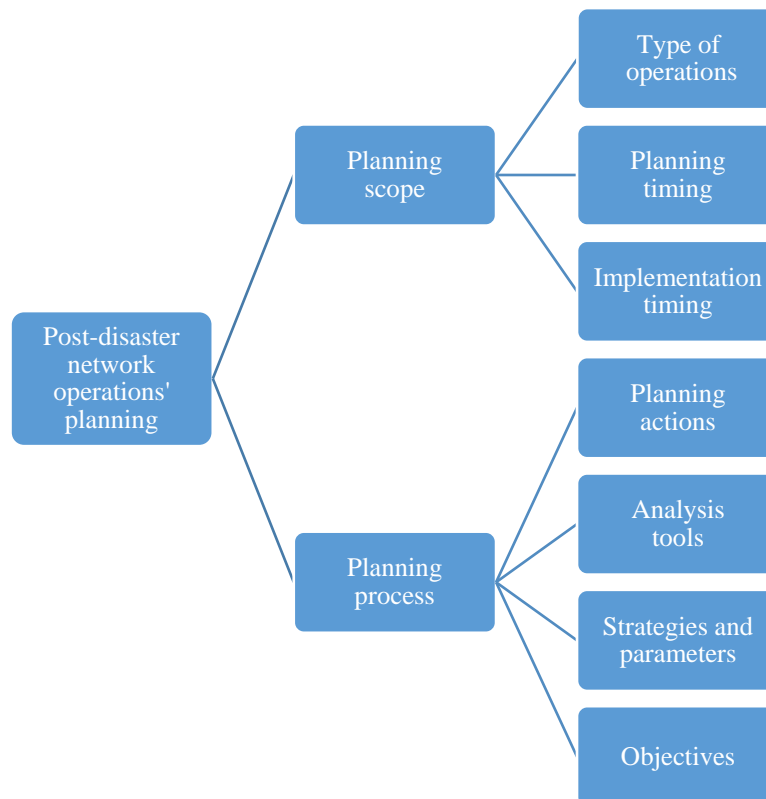 Type of
operations
Planning
scope
Planning
timing
Implementation
timing
Post-disaster
network
operations'
planning
Planning
actions
Analysis
tools
Planning
process
Strategies and
parameters
Objectives